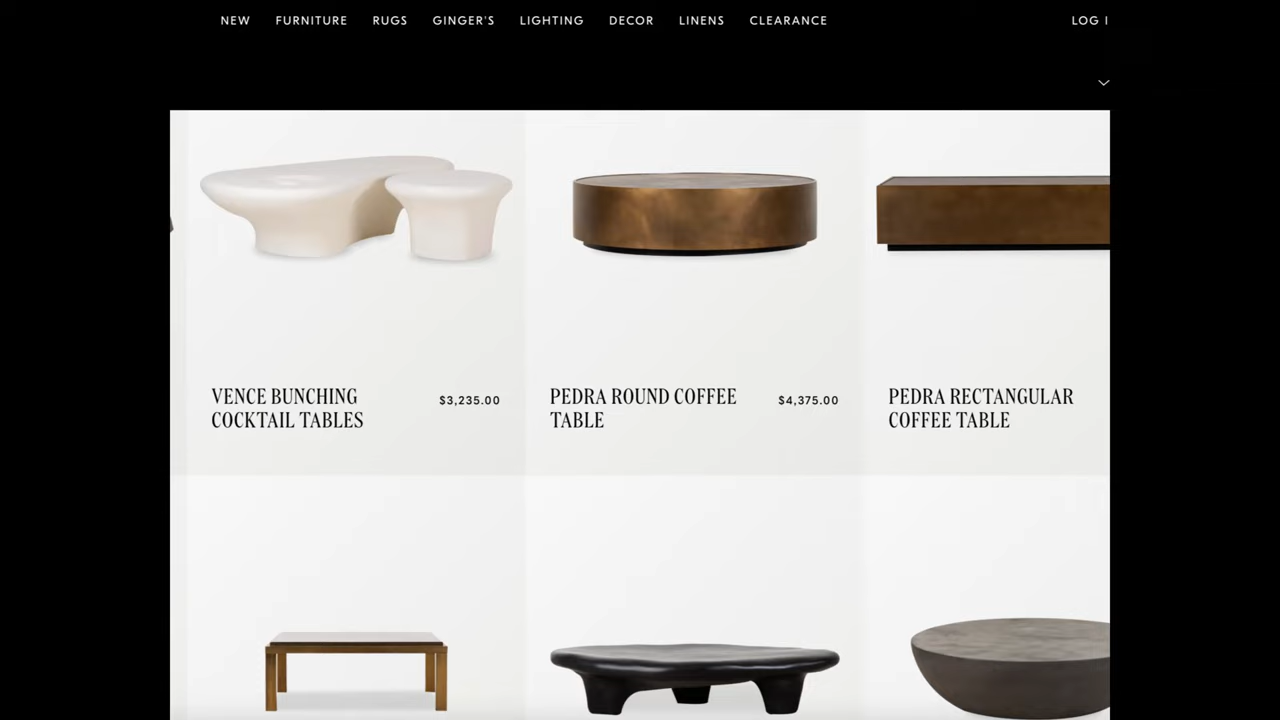 NEW FURNITURE RUGS GINGER'S LIGHTING DECOR LINENS CLEARANCE LOG
VENCE BUNCHING
COCKTAIL TABLES
$3,235.00
PEDRA ROUND COFFEE
TABLE
$4,375.00
PEDRA RECTANGULAR
COFFEE TABLE